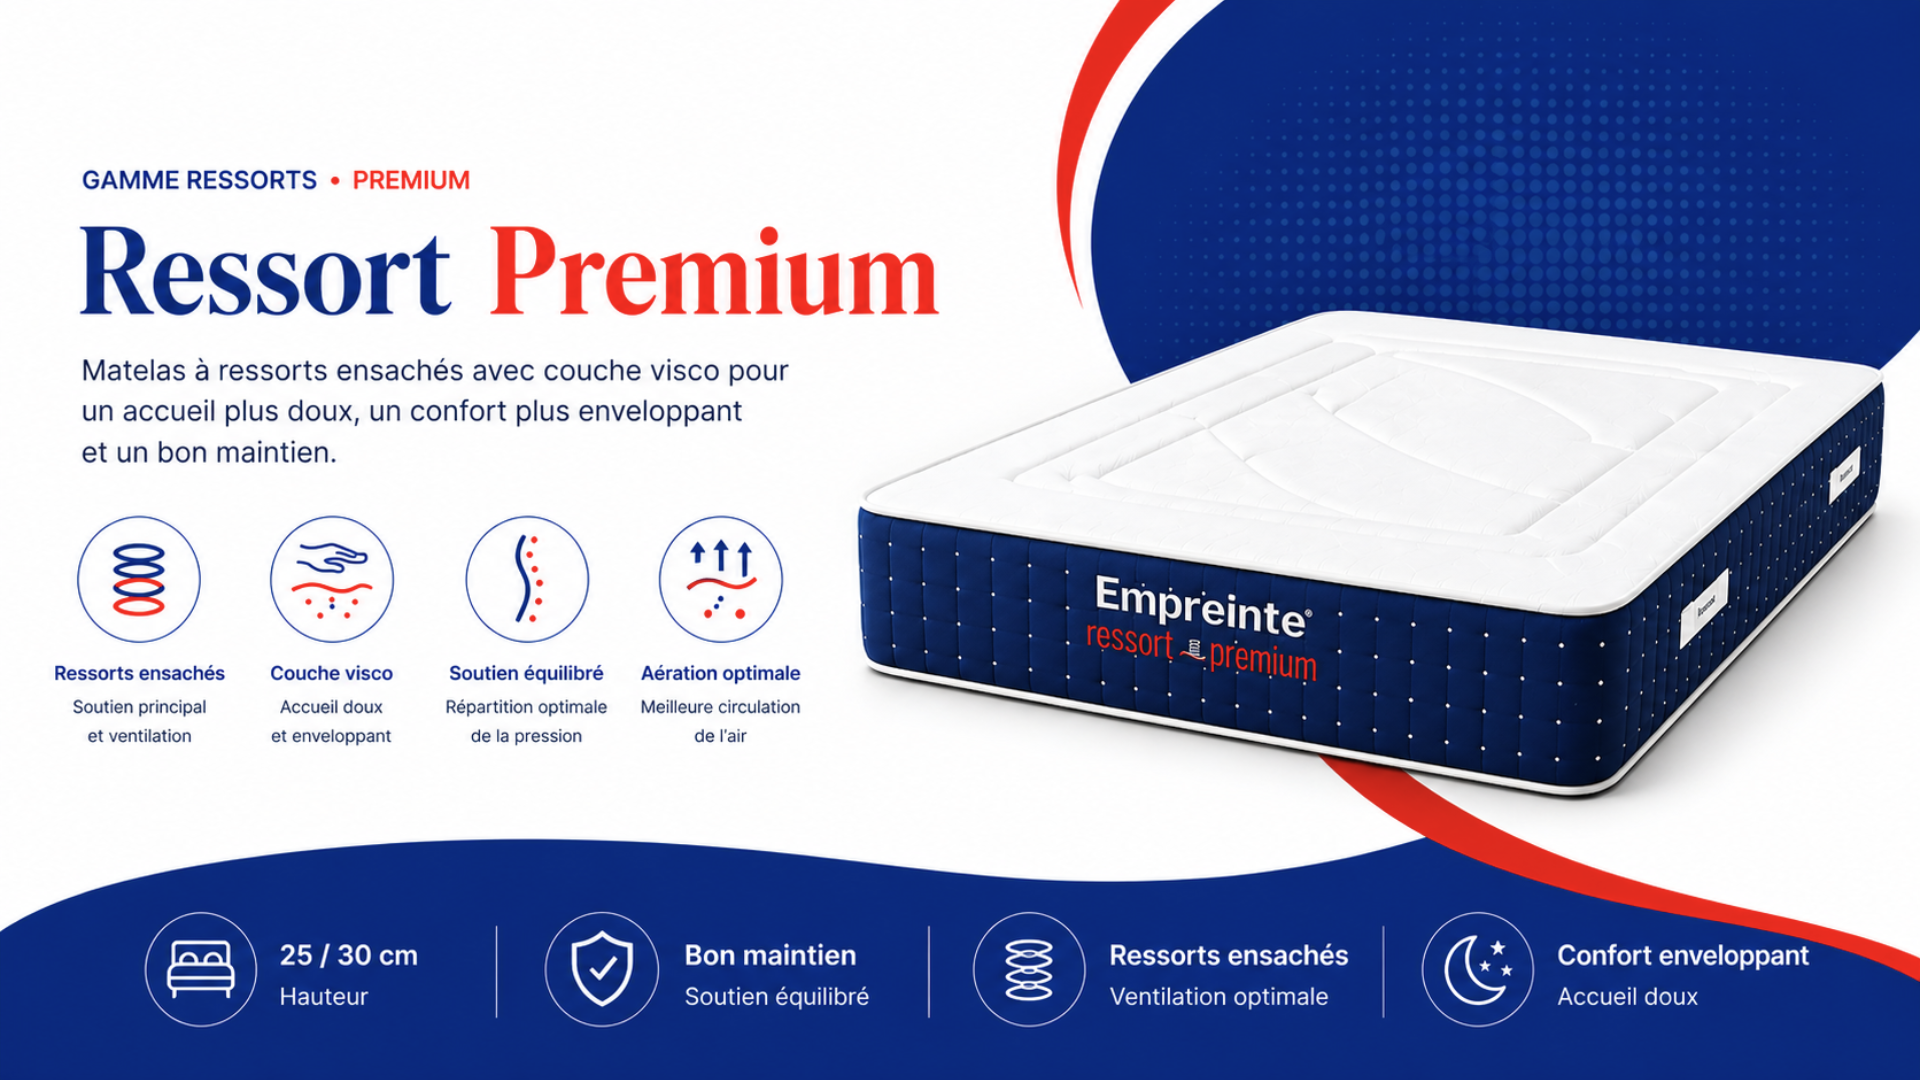 GAMME RESSORTS • PREMIUM
Ressort Premium
Matelas à ressorts ensachés avec couche visco pour
un accueil plus doux, un confort plus enveloppant
et un bon maintien.
Ressorts ensachés
Soutien principal
et ventilation
Couche visco
Accueil doux
et enveloppant
Soutien équilibré
Répartition optimale
de la pression
Aération optimale
Meilleure circulation
de l'air
Empreinte®
ressort premium
25 / 30 cm
Hauteur
Bon maintien
Soutien équilibré
Ressorts ensachés
Ventilation optimale
Confort enveloppant
Accueil doux